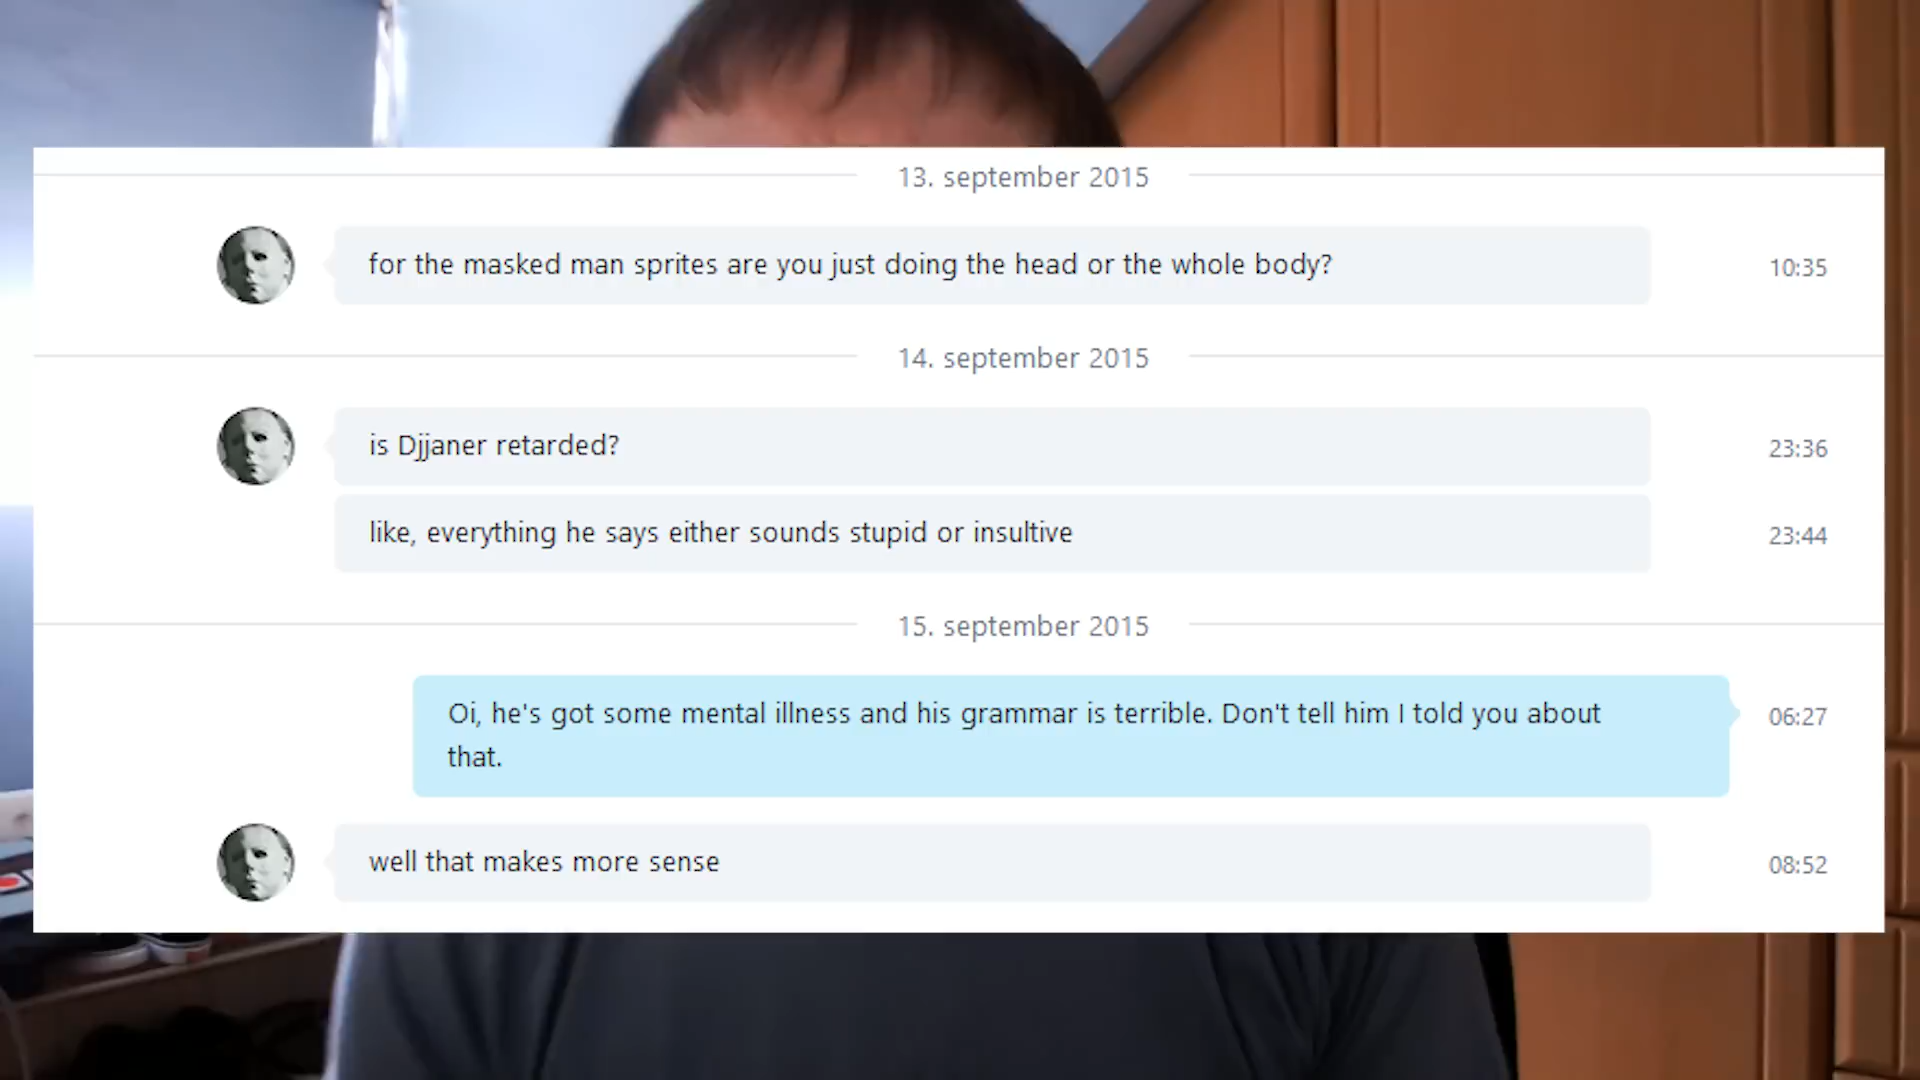 13. september 2015
for the masked man sprites are you just doing the head or the whole body?
10:35
14. september 2015
is Djjaner retarded?
23:36
like, everything he says either sounds stupid or insultive
23:44
15. september 2015
Oi, he's got some mental illness and his grammar is terrible. Don't tell him I told you about
that.
06:27
well that makes more sense
08:52